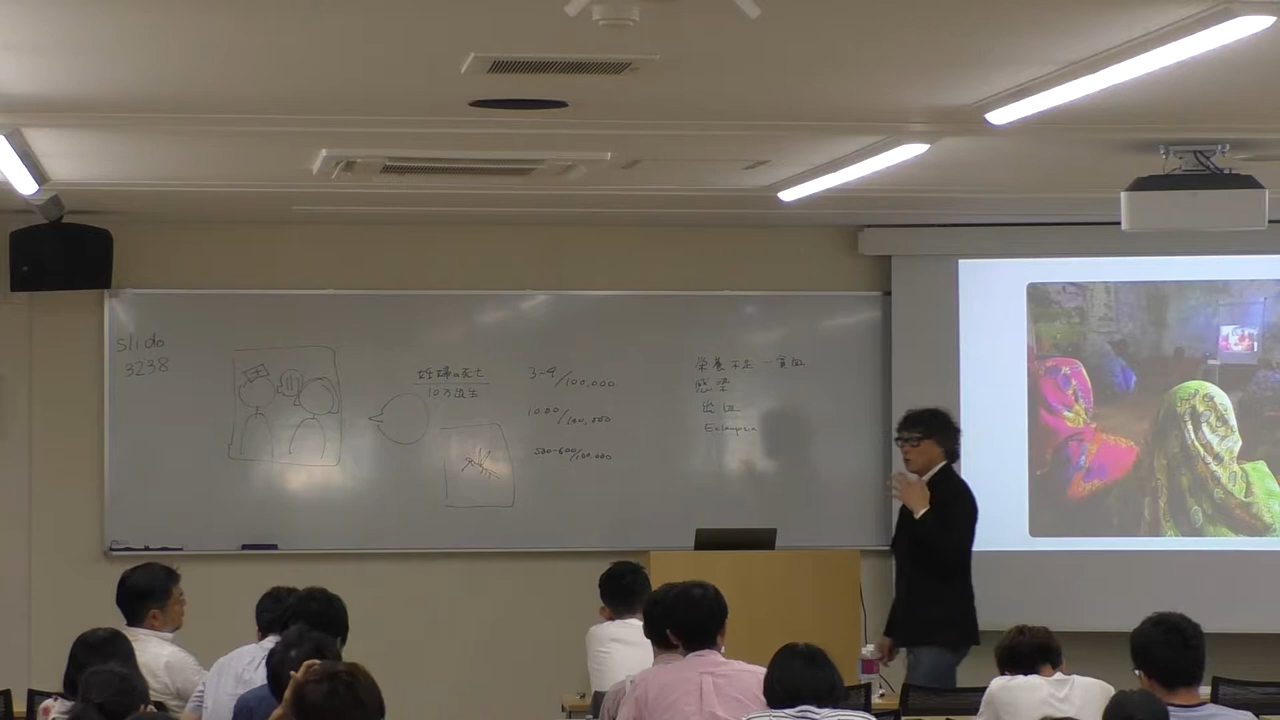 slido
3238
妊婦の死亡
10万出生
3-4/100,000
1000/100,000
500-600/100,000
栄養不足-貧血
感染
出血
Eclampsia